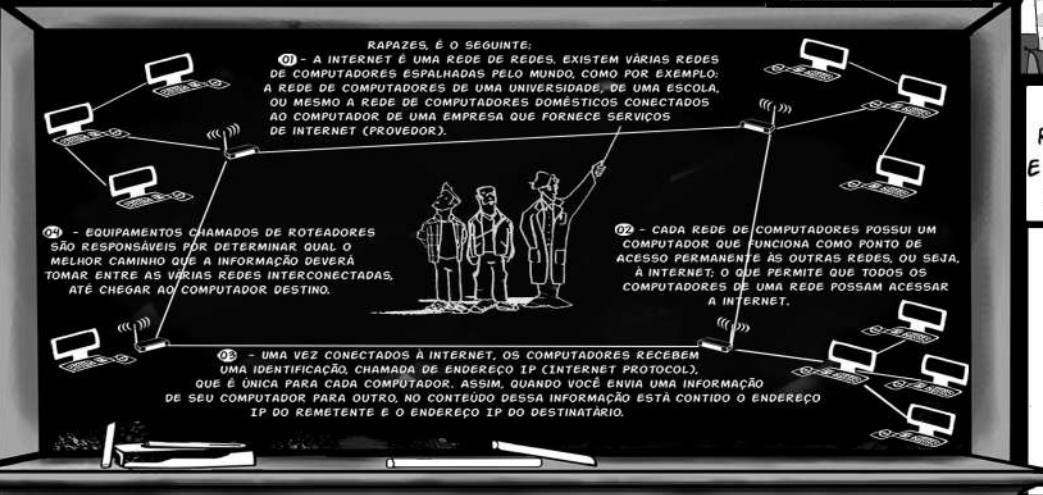 RAPAZES, É O SEGUINTE:
01 - A INTERNET É UMA REDE DE REDES. EXISTEM VÁRIAS REDES
DE COMPUTADORES ESPALHADAS PELO MUNDO, COMO POR EXEMPLO:
A REDE DE COMPUTADORES DE UMA UNIVERSIDADE, DE UMA ESCOLA,
OU MESMO A REDE DE COMPUTADORES DOMÉSTICOS CONECTADOS
AO COMPUTADOR DE UMA EMPRESA QUE FORNECE SERVIÇOS
DE INTERNET (PROVEDOR).
02 - CADA REDE DE COMPUTADORES POSSUI UM
COMPUTADOR QUE FUNCIONA COMO PONTO DE
ACESSO PERMANENTE ÀS OUTRAS REDES, OU SEJA,
À INTERNET; O QUE PERMITE QUE TODOS OS
COMPUTADORES DE UMA REDE POSSAM ACESSAR
A INTERNET.
03 - UMA VEZ CONECTADOS À INTERNET, OS COMPUTADORES RECEBEM
UMA IDENTIFICAÇÃO, CHAMADA DE ENDEREÇO IP (INTERNET PROTOCOL),
QUE É ÚNICA PARA CADA COMPUTADOR. ASSIM, QUANDO VOCÊ ENVIA UMA INFORMAÇÃO
DE SEU COMPUTADOR PARA OUTRO, NO CONTEÚDO DESSA INFORMAÇÃO ESTÁ CONTIDO O ENDEREÇO
IP DO REMETENTE E O ENDEREÇO IP DO DESTINATÁRIO.
04 - EQUIPAMENTOS CHAMADOS DE ROTEADORES
SÃO RESPONSÁVEIS POR DETERMINAR QUAL O
MELHOR CAMINHO QUE A INFORMAÇÃO DEVERÁ
TOMAR ENTRE AS VÁRIAS REDES INTERCONECTADAS,
ATÉ CHEGAR AO COMPUTADOR DESTINO.